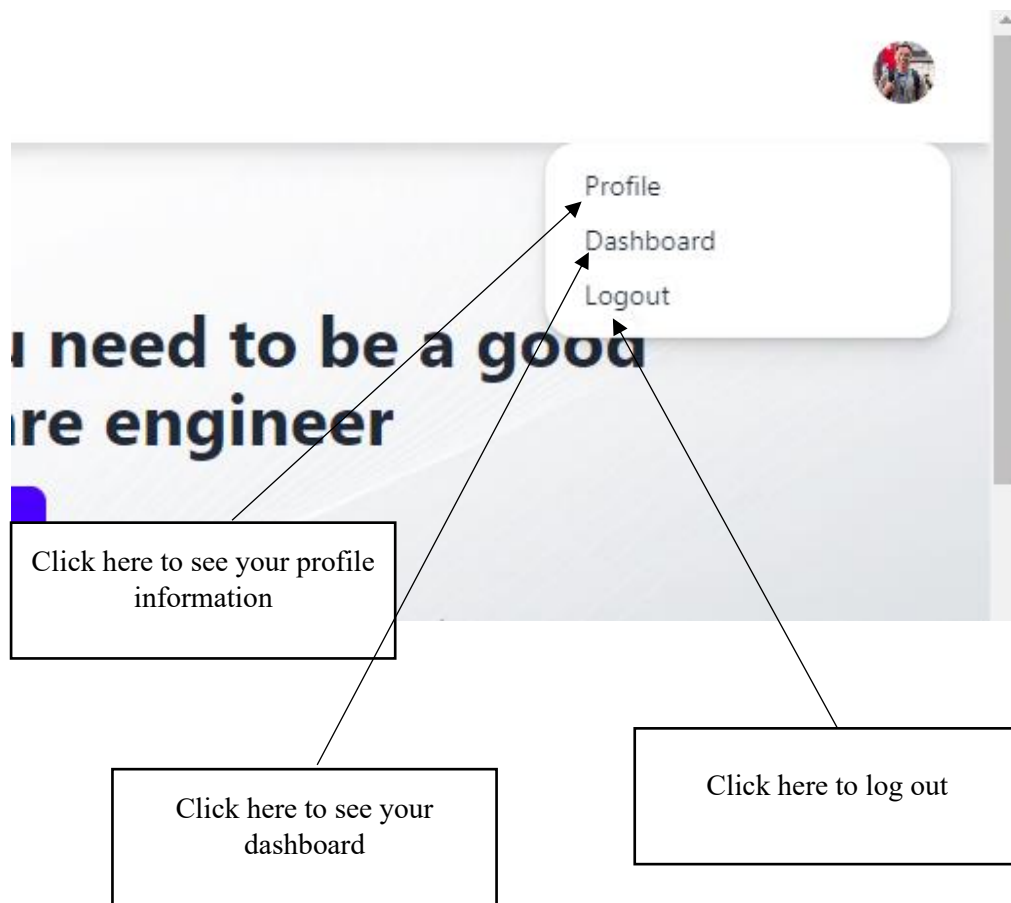 Profile
Dashboard
Logout
u need to be a good
are engineer
Click here to see your profile
information
Click here to see your
dashboard
Click here to log out